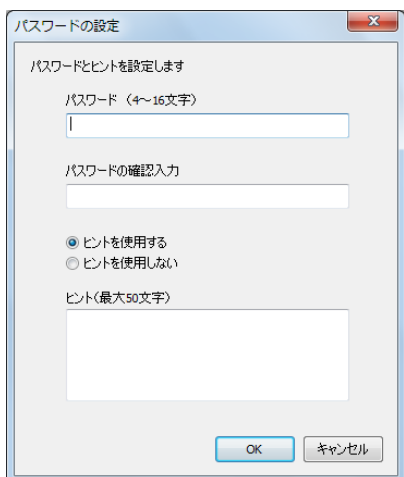 パスワードの設定
パスワードとヒントを設定します
パスワード（4～16文字）
パスワードの確認入力
ヒントを使用する
ヒントを使用しない
ヒント(最大50文字)
OK
キャンセル